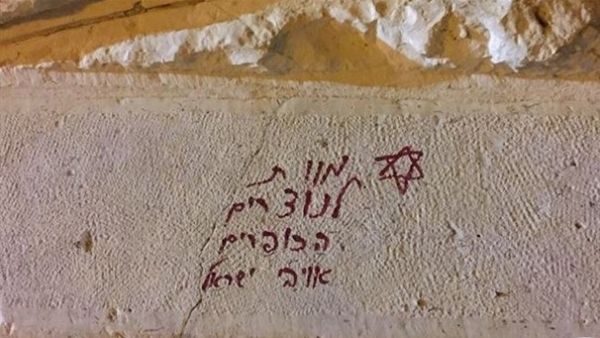 מוות
לנוצרים
הכופרים
אויבי ישראל